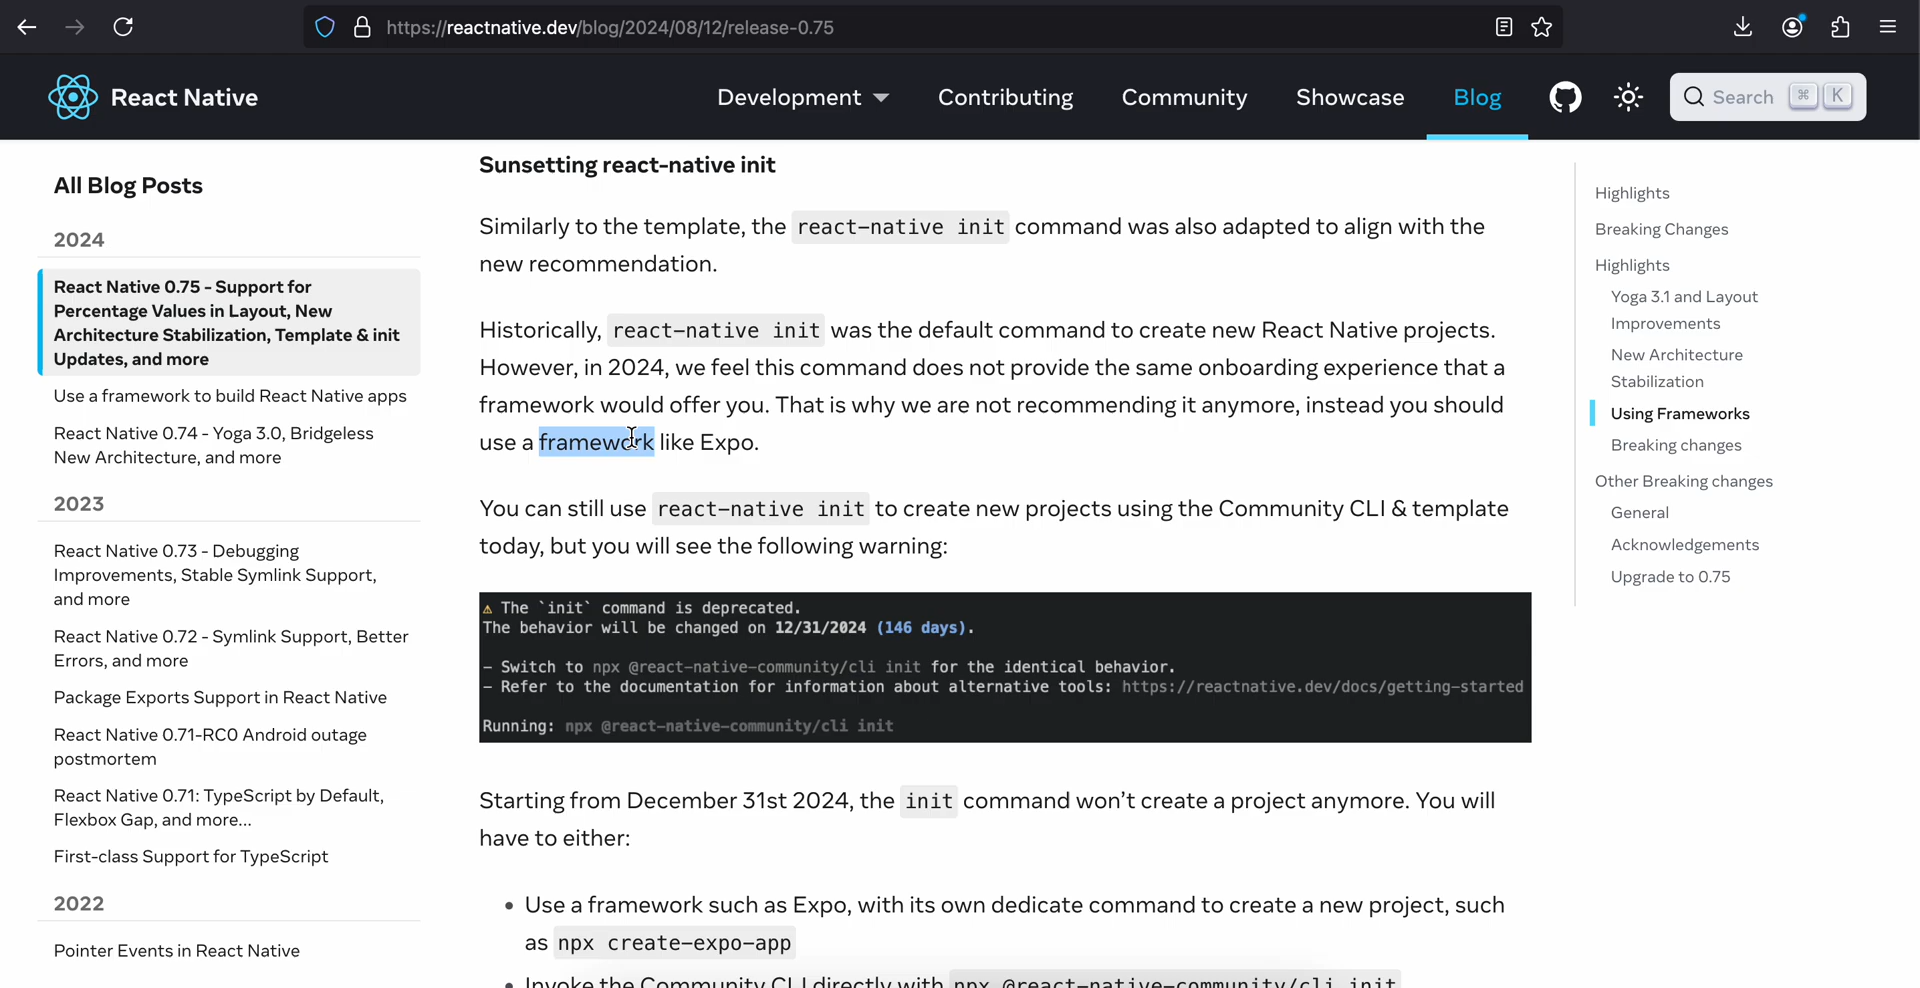 https://reactnative.dev/blog/2024/08/12/release-0.75
React Native
Development
Contributing
Community
Showcase
Blog
Search
⌘ K
All Blog Posts
2024
React Native 0.75 - Support for
Percentage Values in Layout, New
Architecture Stabilization, Template & init
Updates, and more
Use a framework to build React Native apps
React Native 0.74 - Yoga 3.0, Bridgeless
New Architecture, and more
2023
React Native 0.73 - Debugging
Improvements, Stable Symlink Support,
and more
React Native 0.72 - Symlink Support, Better
Errors, and more
Package Exports Support in React Native
React Native 0.71-RC0 Android outage
postmortem
React Native 0.71: TypeScript by Default,
Flexbox Gap, and more...
First-class Support for TypeScript
2022
Pointer Events in React Native
Sunsetting react-native init
Similarly to the template, the react-native init command was also adapted to align with the
new recommendation.
Historically, react-native init was the default command to create new React Native projects.
However, in 2024, we feel this command does not provide the same onboarding experience that a
framework would offer you. That is why we are not recommending it anymore, instead you should
use a framework like Expo.
You can still use react-native init to create new projects using the Community CLI & template
today, but you will see the following warning:
⚠ The `init` command is deprecated.
The behavior will be changed on 12/31/2024 (146 days).
- Switch to npx @react-native-community/cli init for the identical behavior.
- Refer to the documentation for information about alternative tools: https://reactnative.dev/docs/getting-started
Running: npx @react-native-community/cli init
Starting from December 31st 2024, the init command won't create a project anymore. You will
have to either:
• Use a framework such as Expo, with its own dedicate command to create a new project, such
as npx create-expo-app
• Invoke the Community CLI directly with npx @react-native-community/cli init
Highlights
Breaking Changes
Highlights
Yoga 3.1 and Layout
Improvements
New Architecture
Stabilization
Using Frameworks
Breaking changes
Other Breaking changes
General
Acknowledgements
Upgrade to 0.75